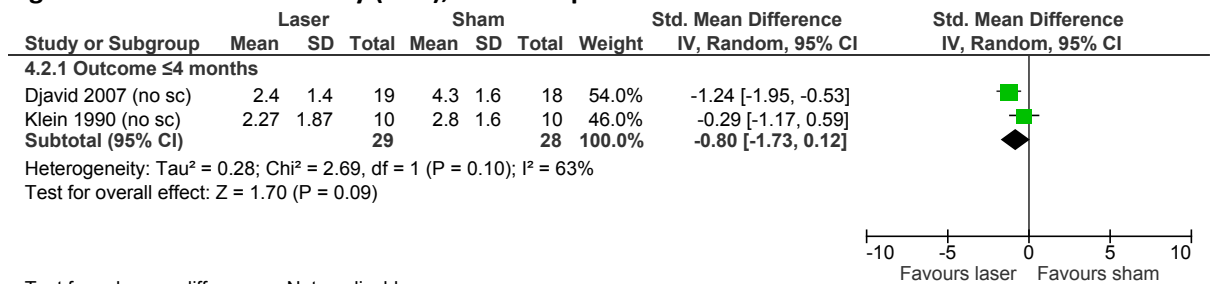 Laser Sham Std. Mean Difference Std. Mean Difference
Study or Subgroup Mean SD Total Mean SD Total Weight IV, Random, 95% CI IV, Random, 95% CI
4.2.1 Outcome ≤4 months
Djavid 2007 (no sc) 2.4 1.4 19 4.3 1.6 18 54.0% -1.24 [-1.95, -0.53]
Klein 1990 (no sc) 2.27 1.87 10 2.8 1.6 10 46.0% -0.29 [-1.17, 0.59]
Subtotal (95% CI) 29 28 100.0% -0.80 [-1.73, 0.12]
Heterogeneity: Tau² = 0.28; Chi² = 2.69, df = 1 (P = 0.10); I² = 63%
Test for overall effect: Z = 1.70 (P = 0.09)
-10 -5 0 5 10
Favours laser Favours sham